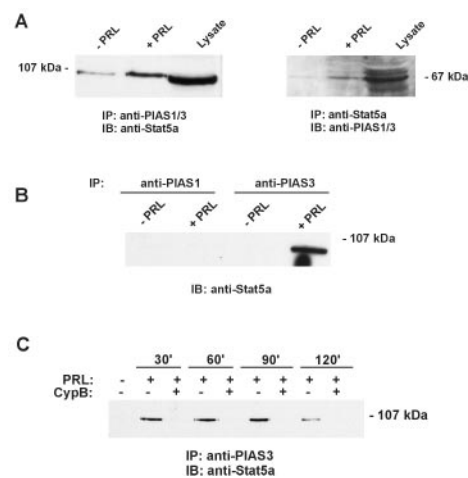 A
- PRL
+ PRL
Lysate
107 kDa -
IP: anti-PIAS1/3
IB: anti-Stat5a
- PRL
+ PRL
Lysate
- 67 kDa
IP: anti-Stat5a
IB: anti-PIAS1/3
B
IP: anti-PIAS1 anti-PIAS3
- PRL + PRL - PRL + PRL
- 107 kDa
IB: anti-Stat5a
C
30' 60' 90' 120'
PRL: - + + + + + + + +
CypB: - - + - + - + - +
- 107 kDa
IP: anti-PIAS3
IB: anti-Stat5a